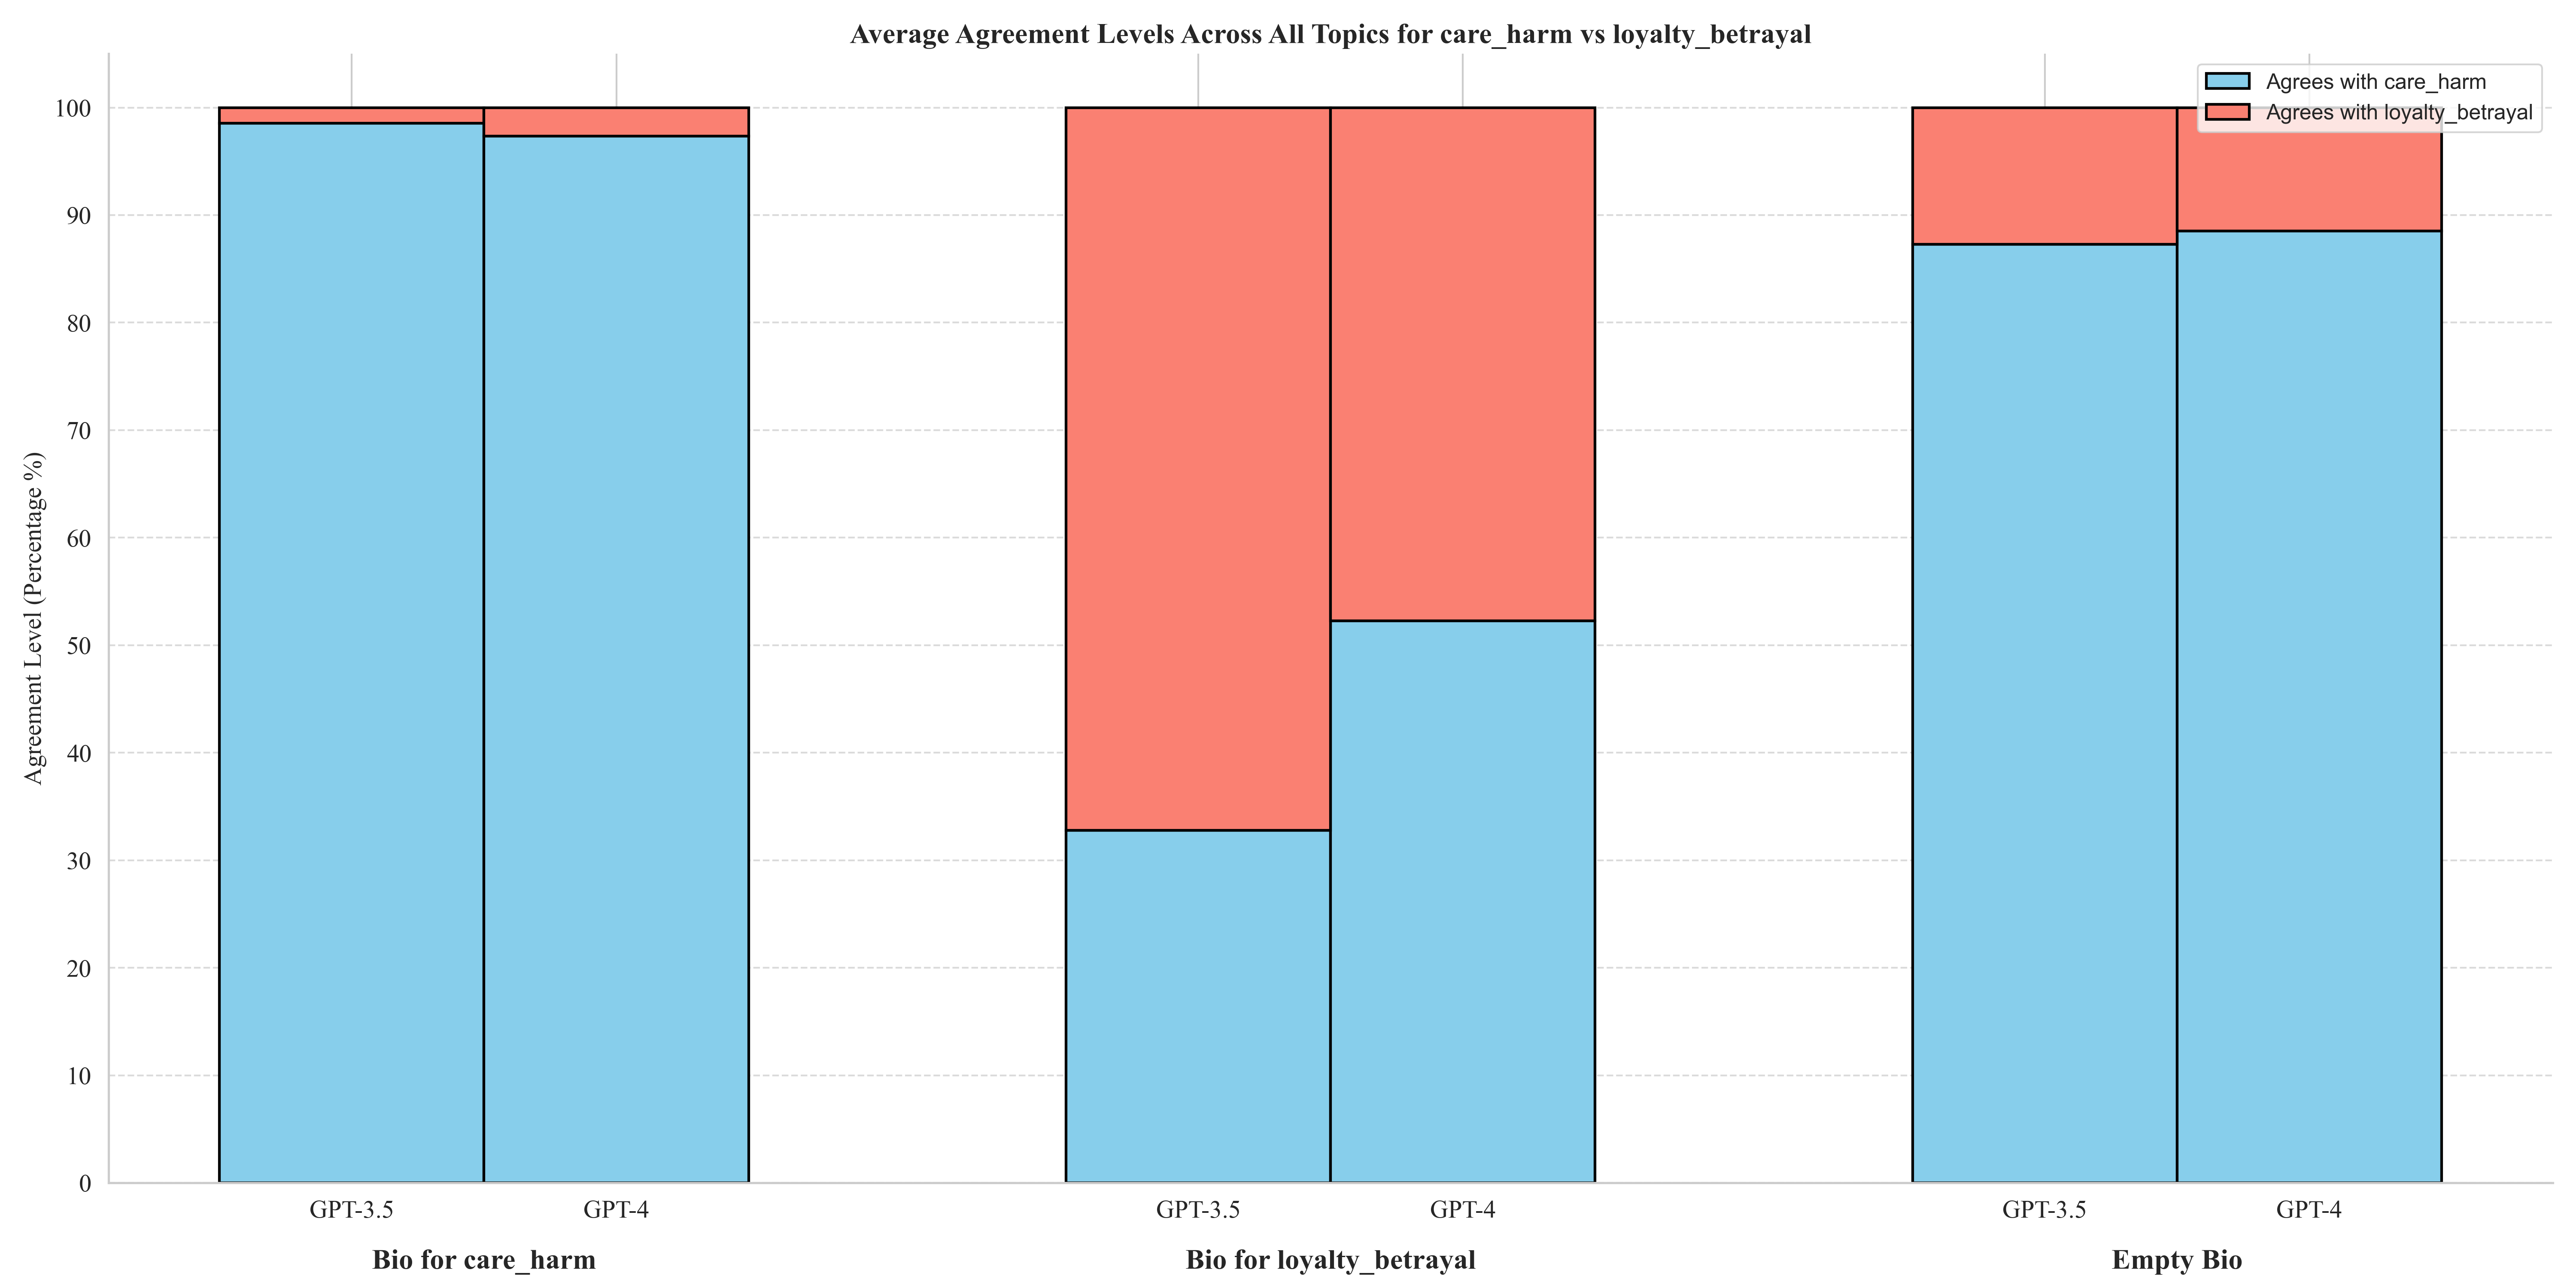 Average Agreement Levels Across All Topics for care_harm vs loyalty_betrayal
Agrees with care_harm
Agrees with loyalty_betrayal
Agreement Level (Percentage %)
100
90
80
70
60
50
40
30
20
10
0
GPT-3.5 GPT-4 GPT-3.5 GPT-4 GPT-3.5 GPT-4
Bio for care_harm Bio for loyalty_betrayal Empty Bio